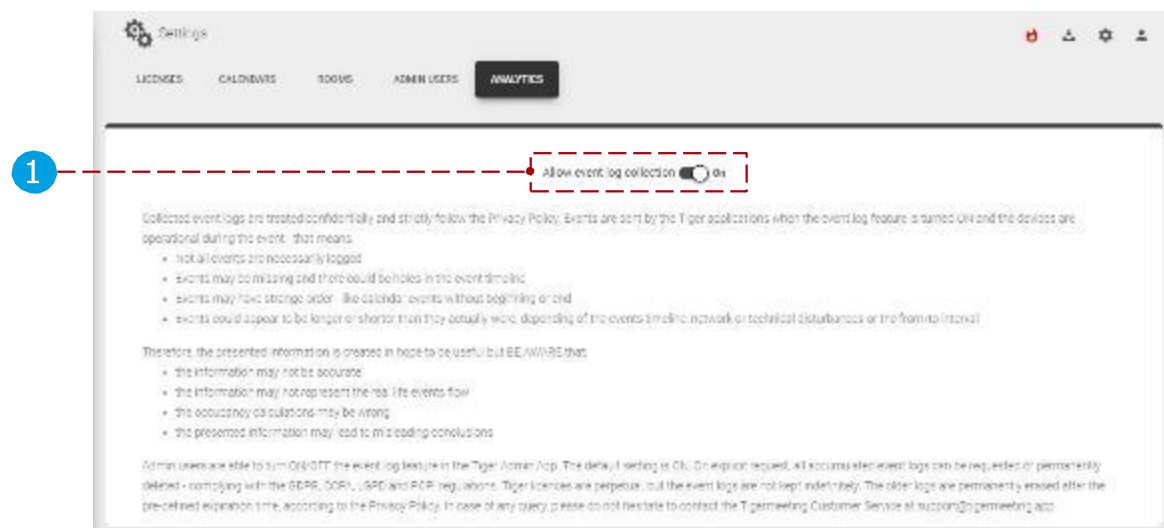 Settings
LICENSES CALENDARS ROOMS ADMIN USERS ANALYTICS
1
Allow event log collection On
Collected event logs are treated confidentially and strictly follow the Privacy Policy. Events are sent by the Tiger applications when the event log feature is turned ON and the devices are
operational during the event - that means:
Not all events are necessarily logged
Events may be missing and there could be holes in the event timeline
Events may have strange order - like calendar events without beginning or end
Events could appear to be longer or shorter than they actually were, depending of the events timeline, network or technical disturbances or the from/to interval
Therefore, the presented information is created in hope to be useful but BE AWARE that:
the information may not be accurate
the information may not represent the real life events flow
the occupancy calculations may be wrong
the presented information may lead to misleading conclusions
Admin users are able to turn ON/OFF the event log feature in the Tiger Admin App. The default setting is ON. On explicit request, all accumulated event logs can be requested or permanently
deleted - complying with the GDPR, CCPA, LGPD and PCPI regulations. Tiger licences are perpetual, but the event logs are not kept indefinitely. The older logs are permanently erased after the
pre-defined expiration time, according to the Privacy Policy. In case of any query, please do not hesitate to contact the Tigermeeting Customer Service at support@tigermeeting.app